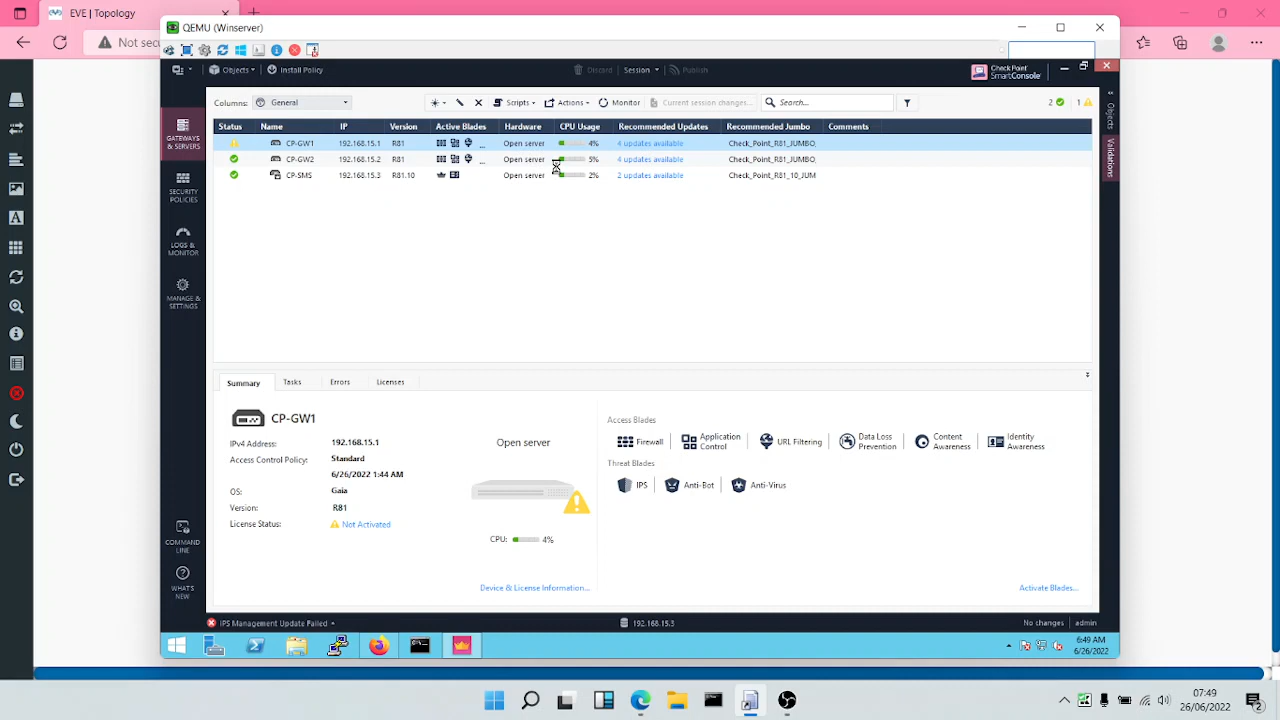 EVE | Topology
Not sec
QEMU (Winserver)
Objects
Install Policy
Discard
Session
Publish
Check Point
SmartConsole
Columns:
General
Scripts
Actions
Monitor
Current session changes...
Search...
2
1
Status
Name
IP
Version
Active Blades
Hardware
CPU Usage
Recommended Updates
Recommended Jumbo
Comments
CP-GW1
192.168.15.1
R81
...
Open server
4%
4 updates available
Check_Point_R81_JUMBO,
CP-GW2
192.168.15.2
R81
...
Open server
5%
4 updates available
Check_Point_R81_JUMBO,
CP-SMS
192.168.15.3
R81.10
Open server
2%
2 updates available
Check_Point_R81_10_JUM
GATEWAYS
& SERVERS
SECURITY
POLICIES
LOGS &
MONITOR
MANAGE &
SETTINGS
COMMAND
LINE
WHAT'S
NEW
Objects
Validations
Summary
Tasks
Errors
Licenses
CP-GW1
IPv4 Address:
192.168.15.1
Access Control Policy:
Standard
6/26/2022 1:44 AM
OS:
Gaia
Version:
R81
License Status:
Not Activated
Open server
CPU:
4%
Device & License Information...
Access Blades
Firewall
Application
Control
URL Filtering
Data Loss
Prevention
Content
Awareness
Identity
Awareness
Threat Blades
IPS
Anti-Bot
Anti-Virus
Activate Blades...
IPS Management Update Failed
192.168.15.3
No changes
admin
6:49 AM
6/26/2022
07:49
26/06/2022
2